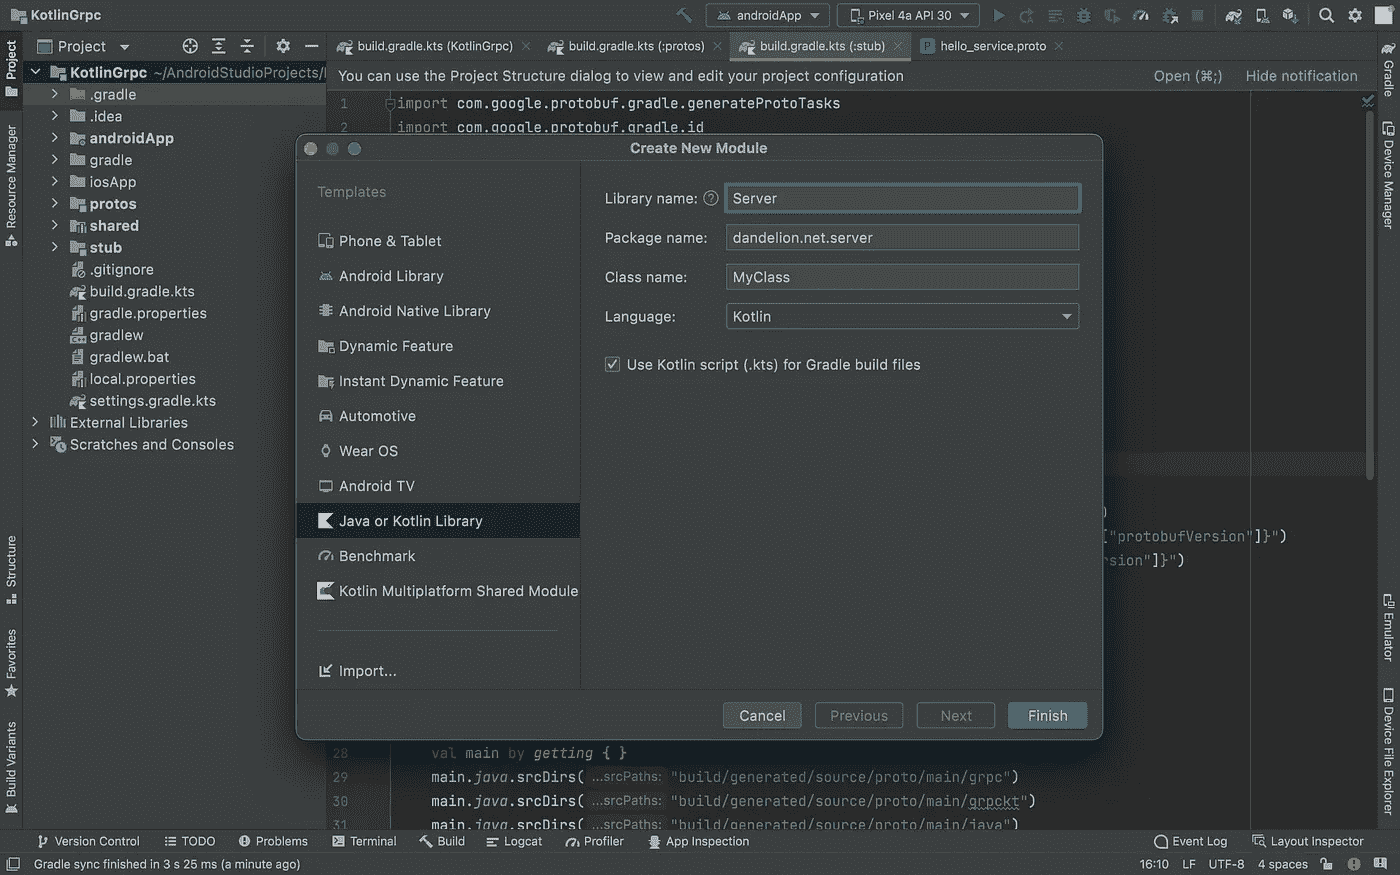 KotlinGrpc
androidApp
Pixel 4a API 30
Project
build.gradle.kts (KotlinGrpc)
build.gradle.kts (:protos)
build.gradle.kts (:stub)
hello_service.proto
You can use the Project Structure dialog to view and edit your project configuration
Open (⌘;)
Hide notification
Project
Resource Manager
Structure
Favorites
Build Variants
KotlinGrpc ~/AndroidStudioProjects/
.gradle
.idea
androidApp
gradle
iosApp
protos
shared
stub
.gitignore
build.gradle.kts
gradle.properties
gradlew
gradlew.bat
local.properties
settings.gradle.kts
External Libraries
Scratches and Consoles
1 import com.google.protobuf.gradle.generateProtoTasks
2 import com.google.protobuf.gradle.id
Create New Module
Templates
Phone & Tablet
Android Library
Android Native Library
Dynamic Feature
Instant Dynamic Feature
Automotive
Wear OS
Android TV
Java or Kotlin Library
Benchmark
Kotlin Multiplatform Shared Module
Import...
Library name: ? Server
Package name: dandelion.net.server
Class name: MyClass
Language: Kotlin
Use Kotlin script (.kts) for Gradle build files
Cancel
Previous
Next
Finish
)
["protobufVersion"]}")
rsion"]}")
28 val main by getting { }
29 main.java.srcDirs( ...srcPaths: "build/generated/source/proto/main/grpc")
30 main.java.srcDirs( ...srcPaths: "build/generated/source/proto/main/grpckt")
31 main.java.srcDirs( ...srcPaths: "build/generated/source/proto/main/java")
Gradle
Device Manager
Emulator
Device File Explorer
Version Control
TODO
Problems
Terminal
Build
Logcat
Profiler
App Inspection
Event Log
Layout Inspector
Gradle sync finished in 3 s 25 ms (a minute ago)
16:10 LF UTF-8 4 spaces